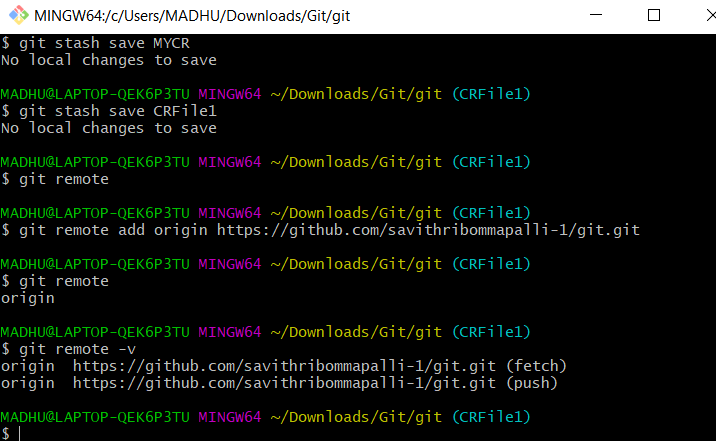 MINGW64:/c/Users/MADHU/Downloads/Git/git
$ git stash save MYCR
No local changes to save
MADHU@LAPTOP-QEK6P3TU MINGW64 ~/Downloads/Git/git (CRFile1)
$ git stash save CRFile1
No local changes to save
MADHU@LAPTOP-QEK6P3TU MINGW64 ~/Downloads/Git/git (CRFile1)
$ git remote
MADHU@LAPTOP-QEK6P3TU MINGW64 ~/Downloads/Git/git (CRFile1)
$ git remote add origin https://github.com/savithribommapalli-1/git.git
MADHU@LAPTOP-QEK6P3TU MINGW64 ~/Downloads/Git/git (CRFile1)
$ git remote
origin
MADHU@LAPTOP-QEK6P3TU MINGW64 ~/Downloads/Git/git (CRFile1)
$ git remote -v
origin  https://github.com/savithribommapalli-1/git.git (fetch)
origin  https://github.com/savithribommapalli-1/git.git (push)
MADHU@LAPTOP-QEK6P3TU MINGW64 ~/Downloads/Git/git (CRFile1)
$